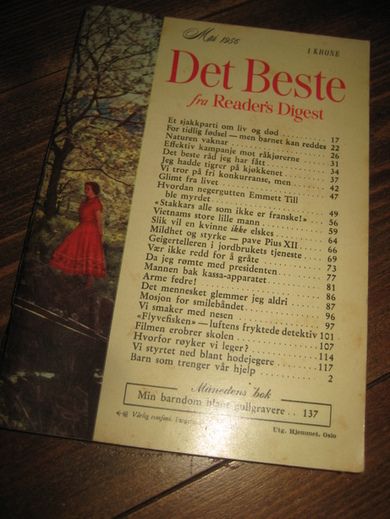 Mai 1956
1 KRONE
Det Beste
fra Reader's Digest
Et sjakkparti om liv og død 17
For tidlig fødsel — men barnet kan reddes 22
Naturen vaknar 26
Effektiv kampanje mot råkjørerne 31
Det beste råd jeg har fått 34
Jeg hadde tigrer på kjøkkenet 37
Vi tror på fri konkurranse, men 42
Glimt fra livet 47
Hvordan negergutten Emmett Till
ble myrdet 49
«Stakkars alle som ikke er franske!» 56
Vietnams store lille mann 59
Slik vil en kvinne ikke elskes 64
Mildhet og styrke — pave Pius XII 66
Geigertelleren i jordbrukets tjeneste 69
Vær ikke redd for å gråte 73
Da jeg rømte med presidenten 77
Mannen bak kassa-apparatet 81
Arme fedre! 86
Det mennesket glemmer jeg aldri 87
Mosjon for smilebåndet 96
Vi smaker med nesen 97
«Flyvefisken» — luftens fryktede detektiv 101
Filmen erobrer skolen 107
Hvorfor røyker vi leger? 114
Vi styrtet ned blant hodejegere 117
Barn som trenger vår hjelp 2
Månedens bok
Min barndom blant gullgravere .. 137
Vårlig
Utg. Hjemmet, Oslo